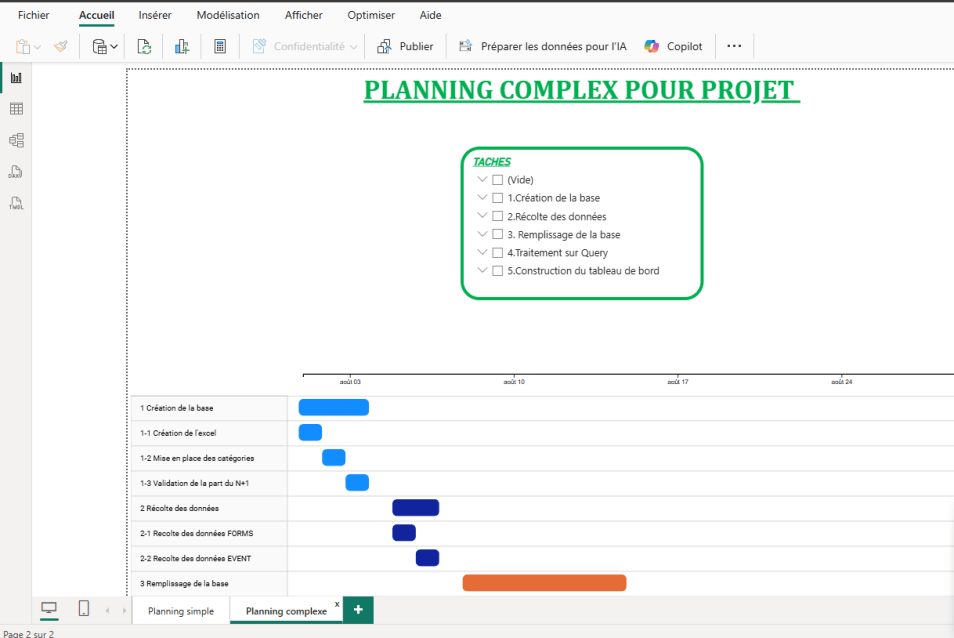 Fichier Accueil Insérer Modélisation Afficher Optimiser Aide
Confidentialité Publier Préparer les données pour l'IA Copilot ...
PLANNING COMPLEX POUR PROJET
TACHES
(Vide)
1.Création de la base
2.Récolte des données
3. Remplissage de la base
4.Traitement sur Query
5.Construction du tableau de bord
août 03 août 10 août 17 août 24
1 Création de la base
1-1 Création de l'excel
1-2 Mise en place des catégories
1-3 Validation de la part du N+1
2 Récolte des données
2-1 Recolte des données FORMS
2-2 Recolte des données EVENT
3 Remplissage de la base
Planning simple Planning complexe x +
Page 2 sur 2